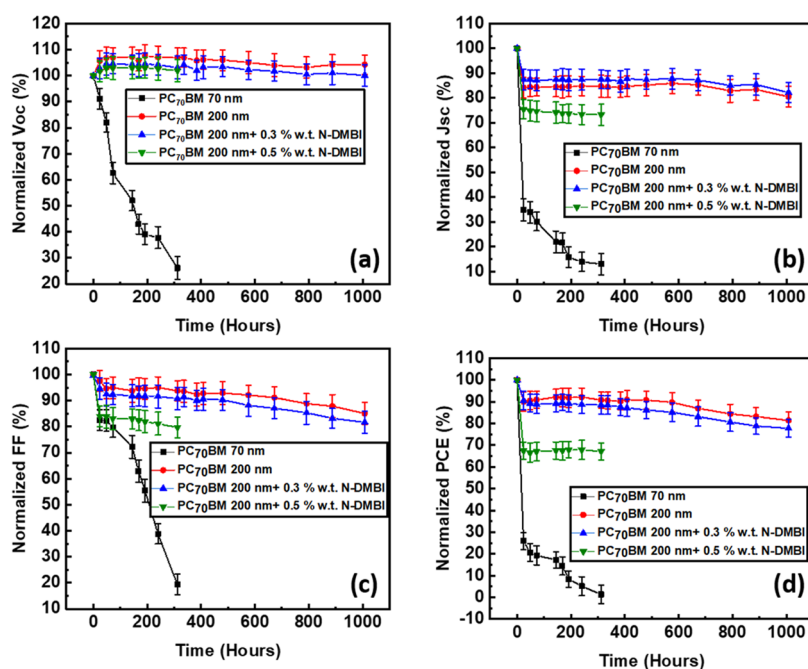 120
110
100
90
80
70
60
50
40
30
20
Normalized Voc (%)
PC70BM 70 nm
PC70BM 200 nm
PC70BM 200 nm+ 0.3 % w.t. N-DMBI
PC70BM 200 nm+ 0.5 % w.t. N-DMBI
(a)
0 200 400 600 800 1000
Time (Hours)
110
100
90
80
70
60
50
40
30
20
10
Normalized Jsc (%)
PC70BM 70 nm
PC70BM 200 nm
PC70BM 200 nm+ 0.3 % w.t. N-DMBI
PC70BM 200 nm+ 0.5 % w.t. N-DMBI
(b)
0 200 400 600 800 1000
Time (Hours)
110
100
90
80
70
60
50
40
30
20
10
Normalized FF (%)
PC70BM 70 nm
PC70BM 200 nm
PC70BM 200 nm+ 0.3 % w.t. N-DMBI
PC70BM 200 nm+ 0.5 % w.t. N-DMBI
(c)
0 200 400 600 800 1000
Time (Hours)
110
100
90
80
70
60
50
40
30
20
10
0
-10
Normalized PCE (%)
PC70BM 70 nm
PC70BM 200 nm
PC70BM 200 nm+ 0.3 % w.t. N-DMBI
PC70BM 200 nm+ 0.5 % w.t. N-DMBI
(d)
0 200 400 600 800 1000
Time (Hours)